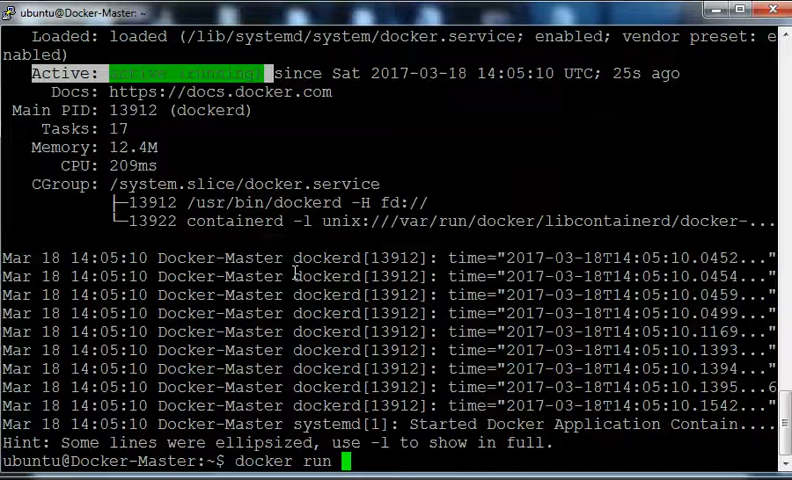 ubuntu@Docker-Master: ~
Loaded: loaded (/lib/systemd/system/docker.service; enabled; vendor preset: e
nabled)
Active: active (running) since Sat 2017-03-18 14:05:10 UTC; 25s ago
Docs: https://docs.docker.com
Main PID: 13912 (dockerd)
Tasks: 17
Memory: 12.4M
CPU: 209ms
CGroup: /system.slice/docker.service
├─13912 /usr/bin/dockerd -H fd://
└─13922 containerd -l unix:///var/run/docker/libcontainerd/docker-...
Mar 18 14:05:10 Docker-Master dockerd[13912]: time="2017-03-18T14:05:10.0452..."
Mar 18 14:05:10 Docker-Master dockerd[13912]: time="2017-03-18T14:05:10.0454..."
Mar 18 14:05:10 Docker-Master dockerd[13912]: time="2017-03-18T14:05:10.0459..."
Mar 18 14:05:10 Docker-Master dockerd[13912]: time="2017-03-18T14:05:10.0499..."
Mar 18 14:05:10 Docker-Master dockerd[13912]: time="2017-03-18T14:05:10.1169..."
Mar 18 14:05:10 Docker-Master dockerd[13912]: time="2017-03-18T14:05:10.1393..."
Mar 18 14:05:10 Docker-Master dockerd[13912]: time="2017-03-18T14:05:10.1394..."
Mar 18 14:05:10 Docker-Master dockerd[13912]: time="2017-03-18T14:05:10.1395...6
Mar 18 14:05:10 Docker-Master dockerd[13912]: time="2017-03-18T14:05:10.1542..."
Mar 18 14:05:10 Docker-Master systemd[1]: Started Docker Application Contain....
Hint: Some lines were ellipsized, use -l to show in full.
ubuntu@Docker-Master:~$ docker run